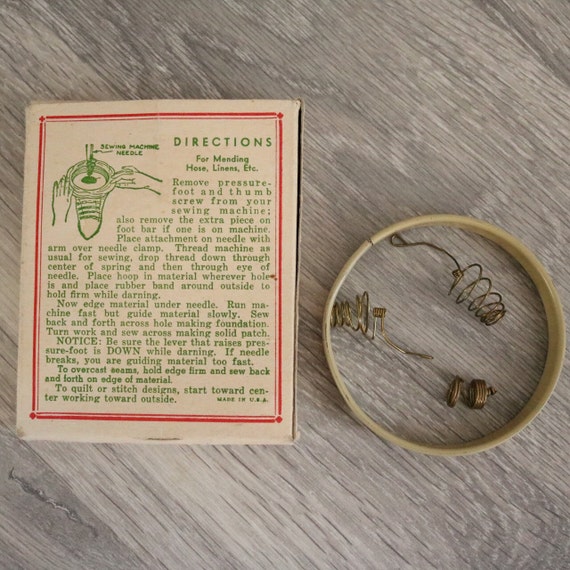 SEWING MACHINE
NEEDLE
DIRECTIONS
For Mending
Hose, Linens, Etc.
Remove pressure-
foot and thumb
screw from your
sewing machine;
also remove the extra piece on
foot bar if one is on machine.
Place attachment on needle with
arm over needle clamp. Thread machine as
usual for sewing, drop thread down through
center of spring and then through eye of
needle. Place hoop in material wherever hole
is and place rubber band around outside to
hold firm while darning.
Now edge material under needle. Run ma-
chine fast but guide material slowly. Sew
back and forth across hole making foundation.
Turn work and sew across making solid patch.
NOTICE: Be sure the lever that raises pres-
sure-foot is DOWN while darning. If needle
breaks, you are guiding material too fast.
To overcast seams, hold edge firm and sew back
and forth on edge of material.
To quilt or stitch designs, start toward cen-
ter working toward outside.
MADE IN U.S.A.